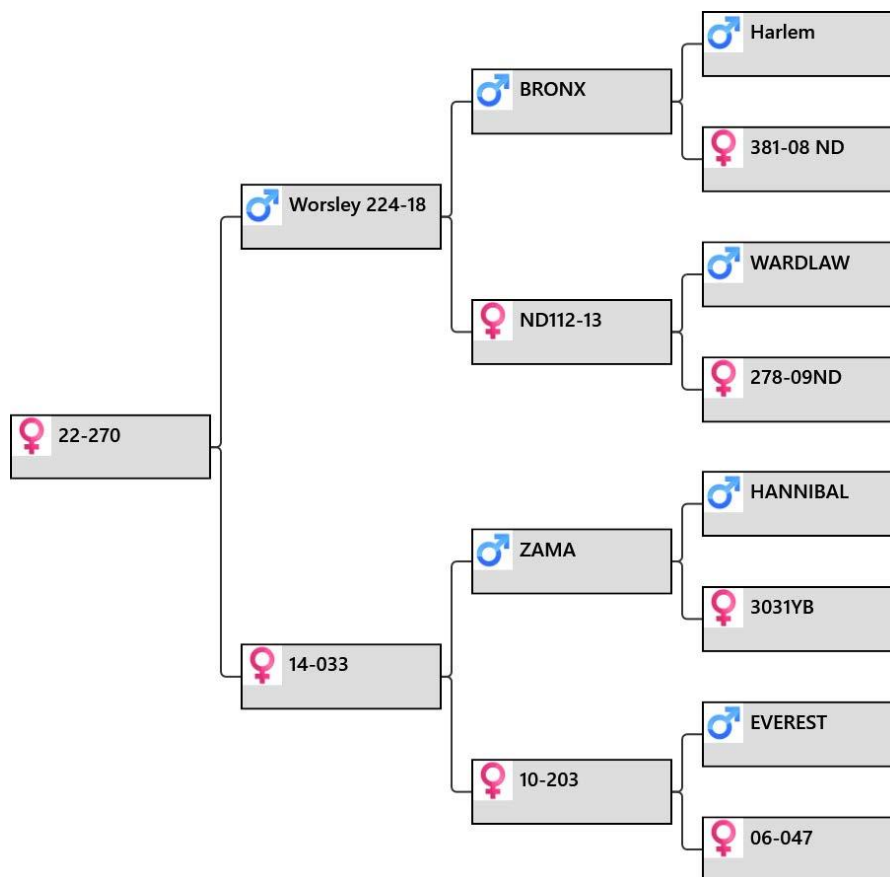 Harlem
BRONX
381-08 ND
Worsley 224-18
WARDLAW
ND112-13
278-09ND
22-270
HANNIBAL
ZAMA
3031YB
14-033
EVEREST
10-203
06-047